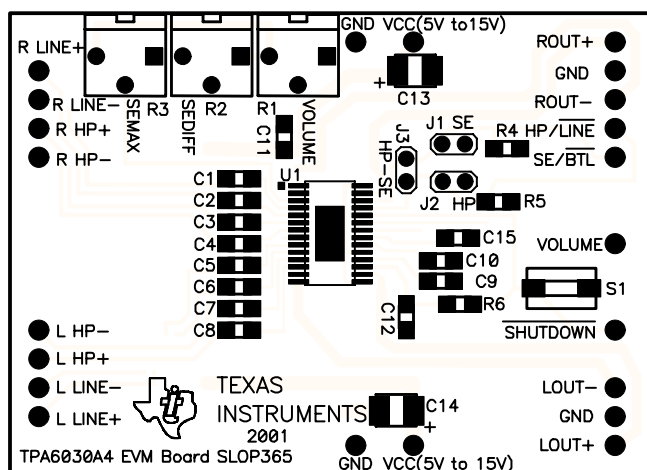 GND VCC(5V to15V)
R LINE+
ROUT+
GND
R LINE-
R3
R2
R1
C13
ROUT-
SEMAX
SEDIFF
VOLUME
R HP+
C11
J3
J1 SE
R4 HP/LINE
R HP-
HP-SE
SE/BTL
U1
C1
C2
J2 HP
R5
C3
C4
C15
VOLUME
C5
C10
C6
C9
S1
C7
R6
C8
C12
L HP-
SHUTDOWN
L HP+
L LINE-
TEXAS
INSTRUMENTS
2001
LOUT-
C14
L LINE+
GND
LOUT+
TPA6030A4 EVM Board SLOP365
GND VCC(5V to 15V)